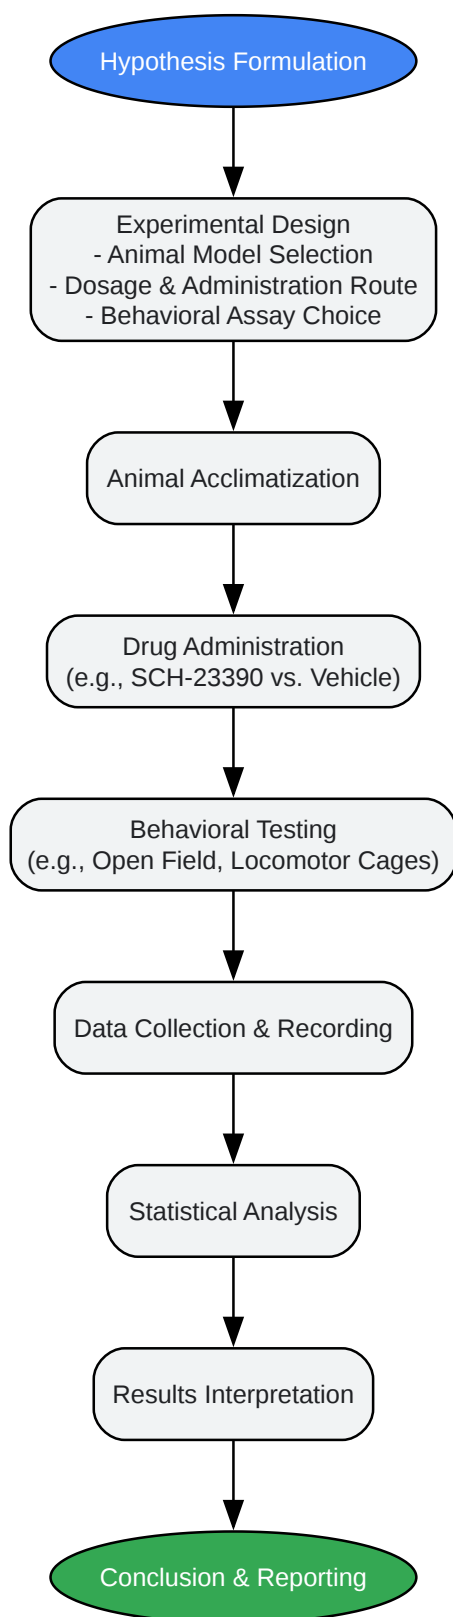 Hypothesis Formulation
Experimental Design
- Animal Model Selection
- Dosage & Administration Route
- Behavioral Assay Choice
Animal Acclimatization
Drug Administration
(e.g., SCH-23390 vs. Vehicle)
Behavioral Testing
(e.g., Open Field, Locomotor Cages)
Data Collection & Recording
Statistical Analysis
Results Interpretation
Conclusion & Reporting